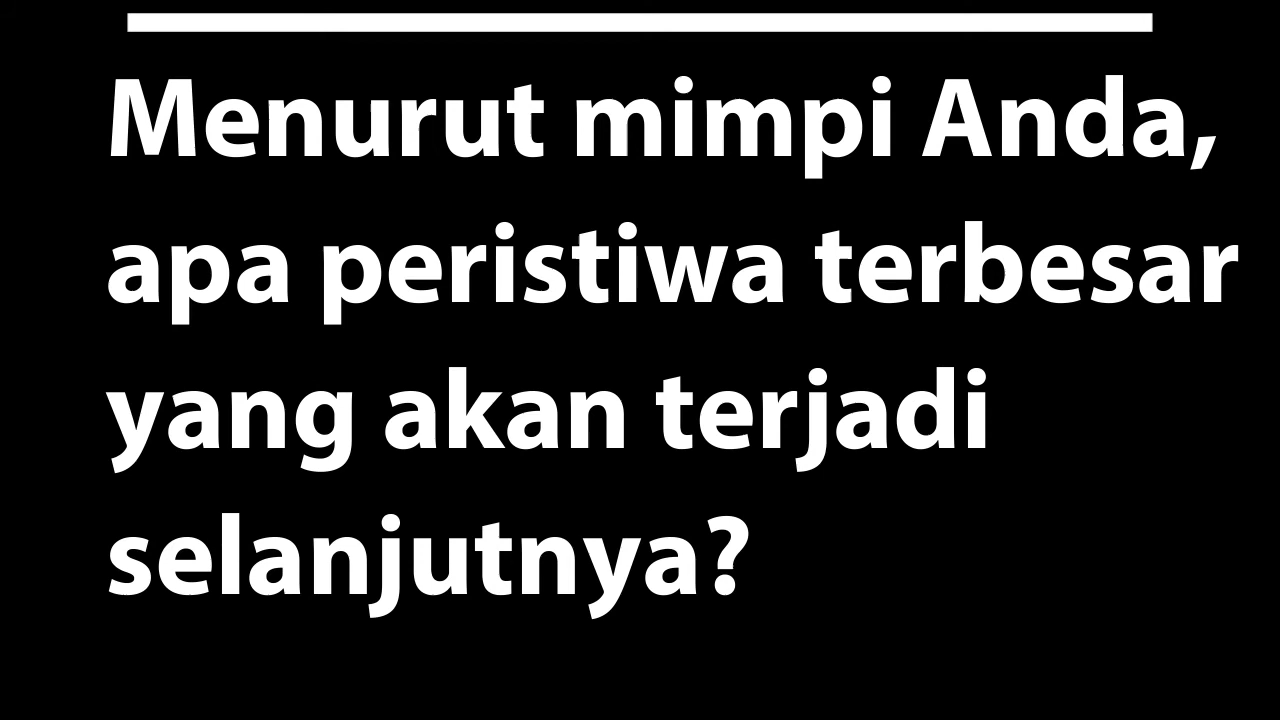 Menurut mimpi Anda,
apa peristiwa terbesar
yang akan terjadi
selanjutnya?